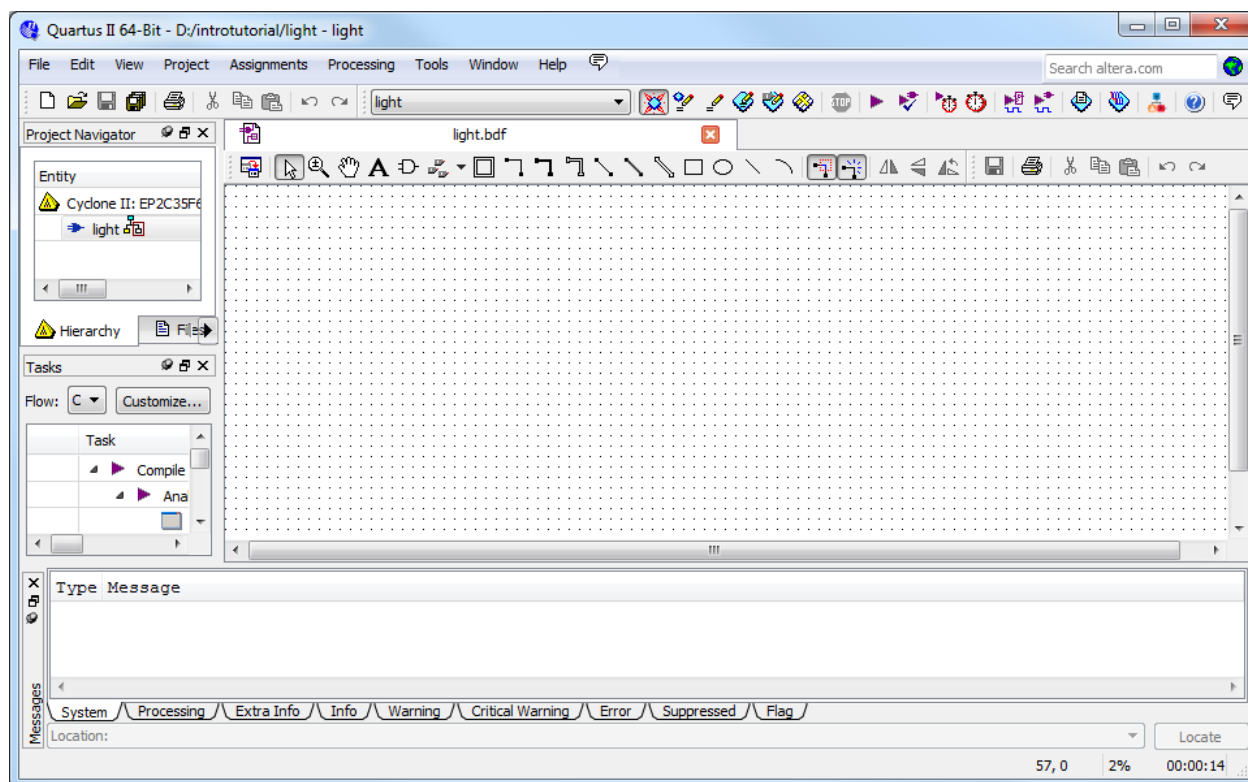 Quartus II 64-Bit - D:/introtutorial/light - light
File Edit View Project Assignments Processing Tools Window Help
Search altera.com
light
STOP
Project Navigator
light.bdf
A
Entity
Cyclone II: EP2C35F6
light
Hierarchy
Files
Tasks
Flow: C Customize...
Task
Compile
Ana
Type Message
Messages
System Processing Extra Info Info Warning Critical Warning Error Suppressed Flag
Location:
Locate
57, 0 2% 00:00:14